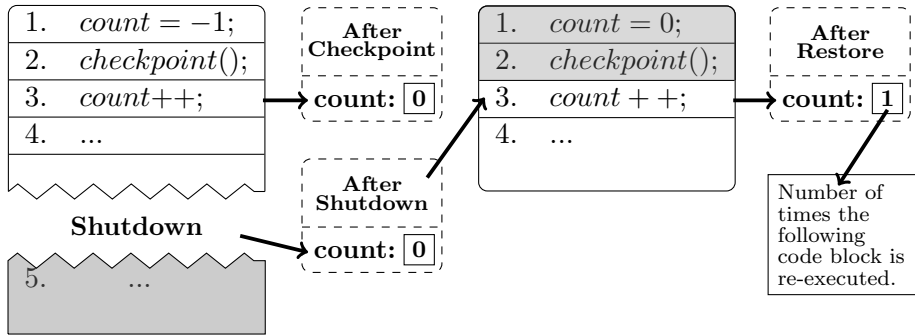 1. count = −1;
2. checkpoint();
3. count++;
4. ...
Shutdown
5. ...
After
Checkpoint
count: 0
After
Shutdown
count: 0
1. count = 0;
2. checkpoint();
3. count + +;
4. ...
After
Restore
count: 1
Number of
times the
following
code block is
re-executed.